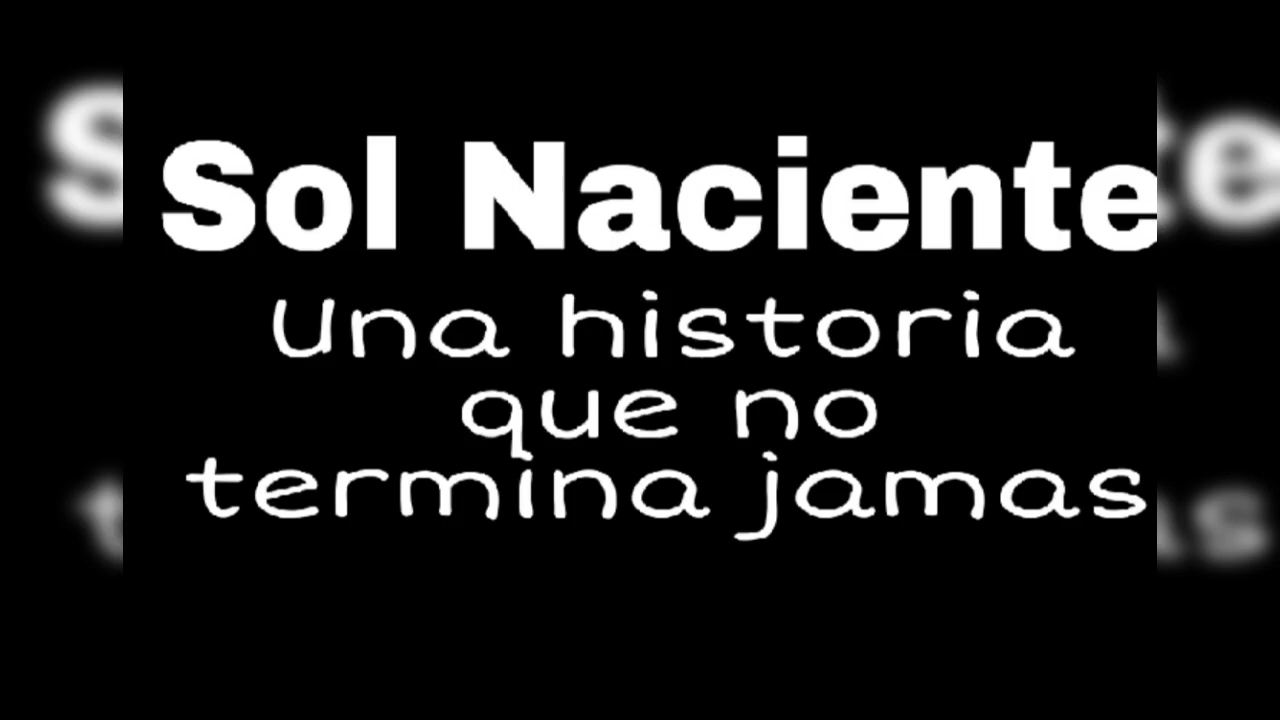 Sol Naciente
Una historia
que no
termina jamas